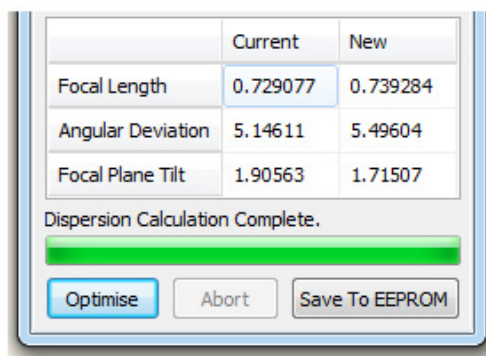 Current New
Focal Length 0.729077 0.739284
Angular Deviation 5.14611 5.49604
Focal Plane Tilt 1.90563 1.71507
Dispersion Calculation Complete.
Optimise Abort Save To EEPROM